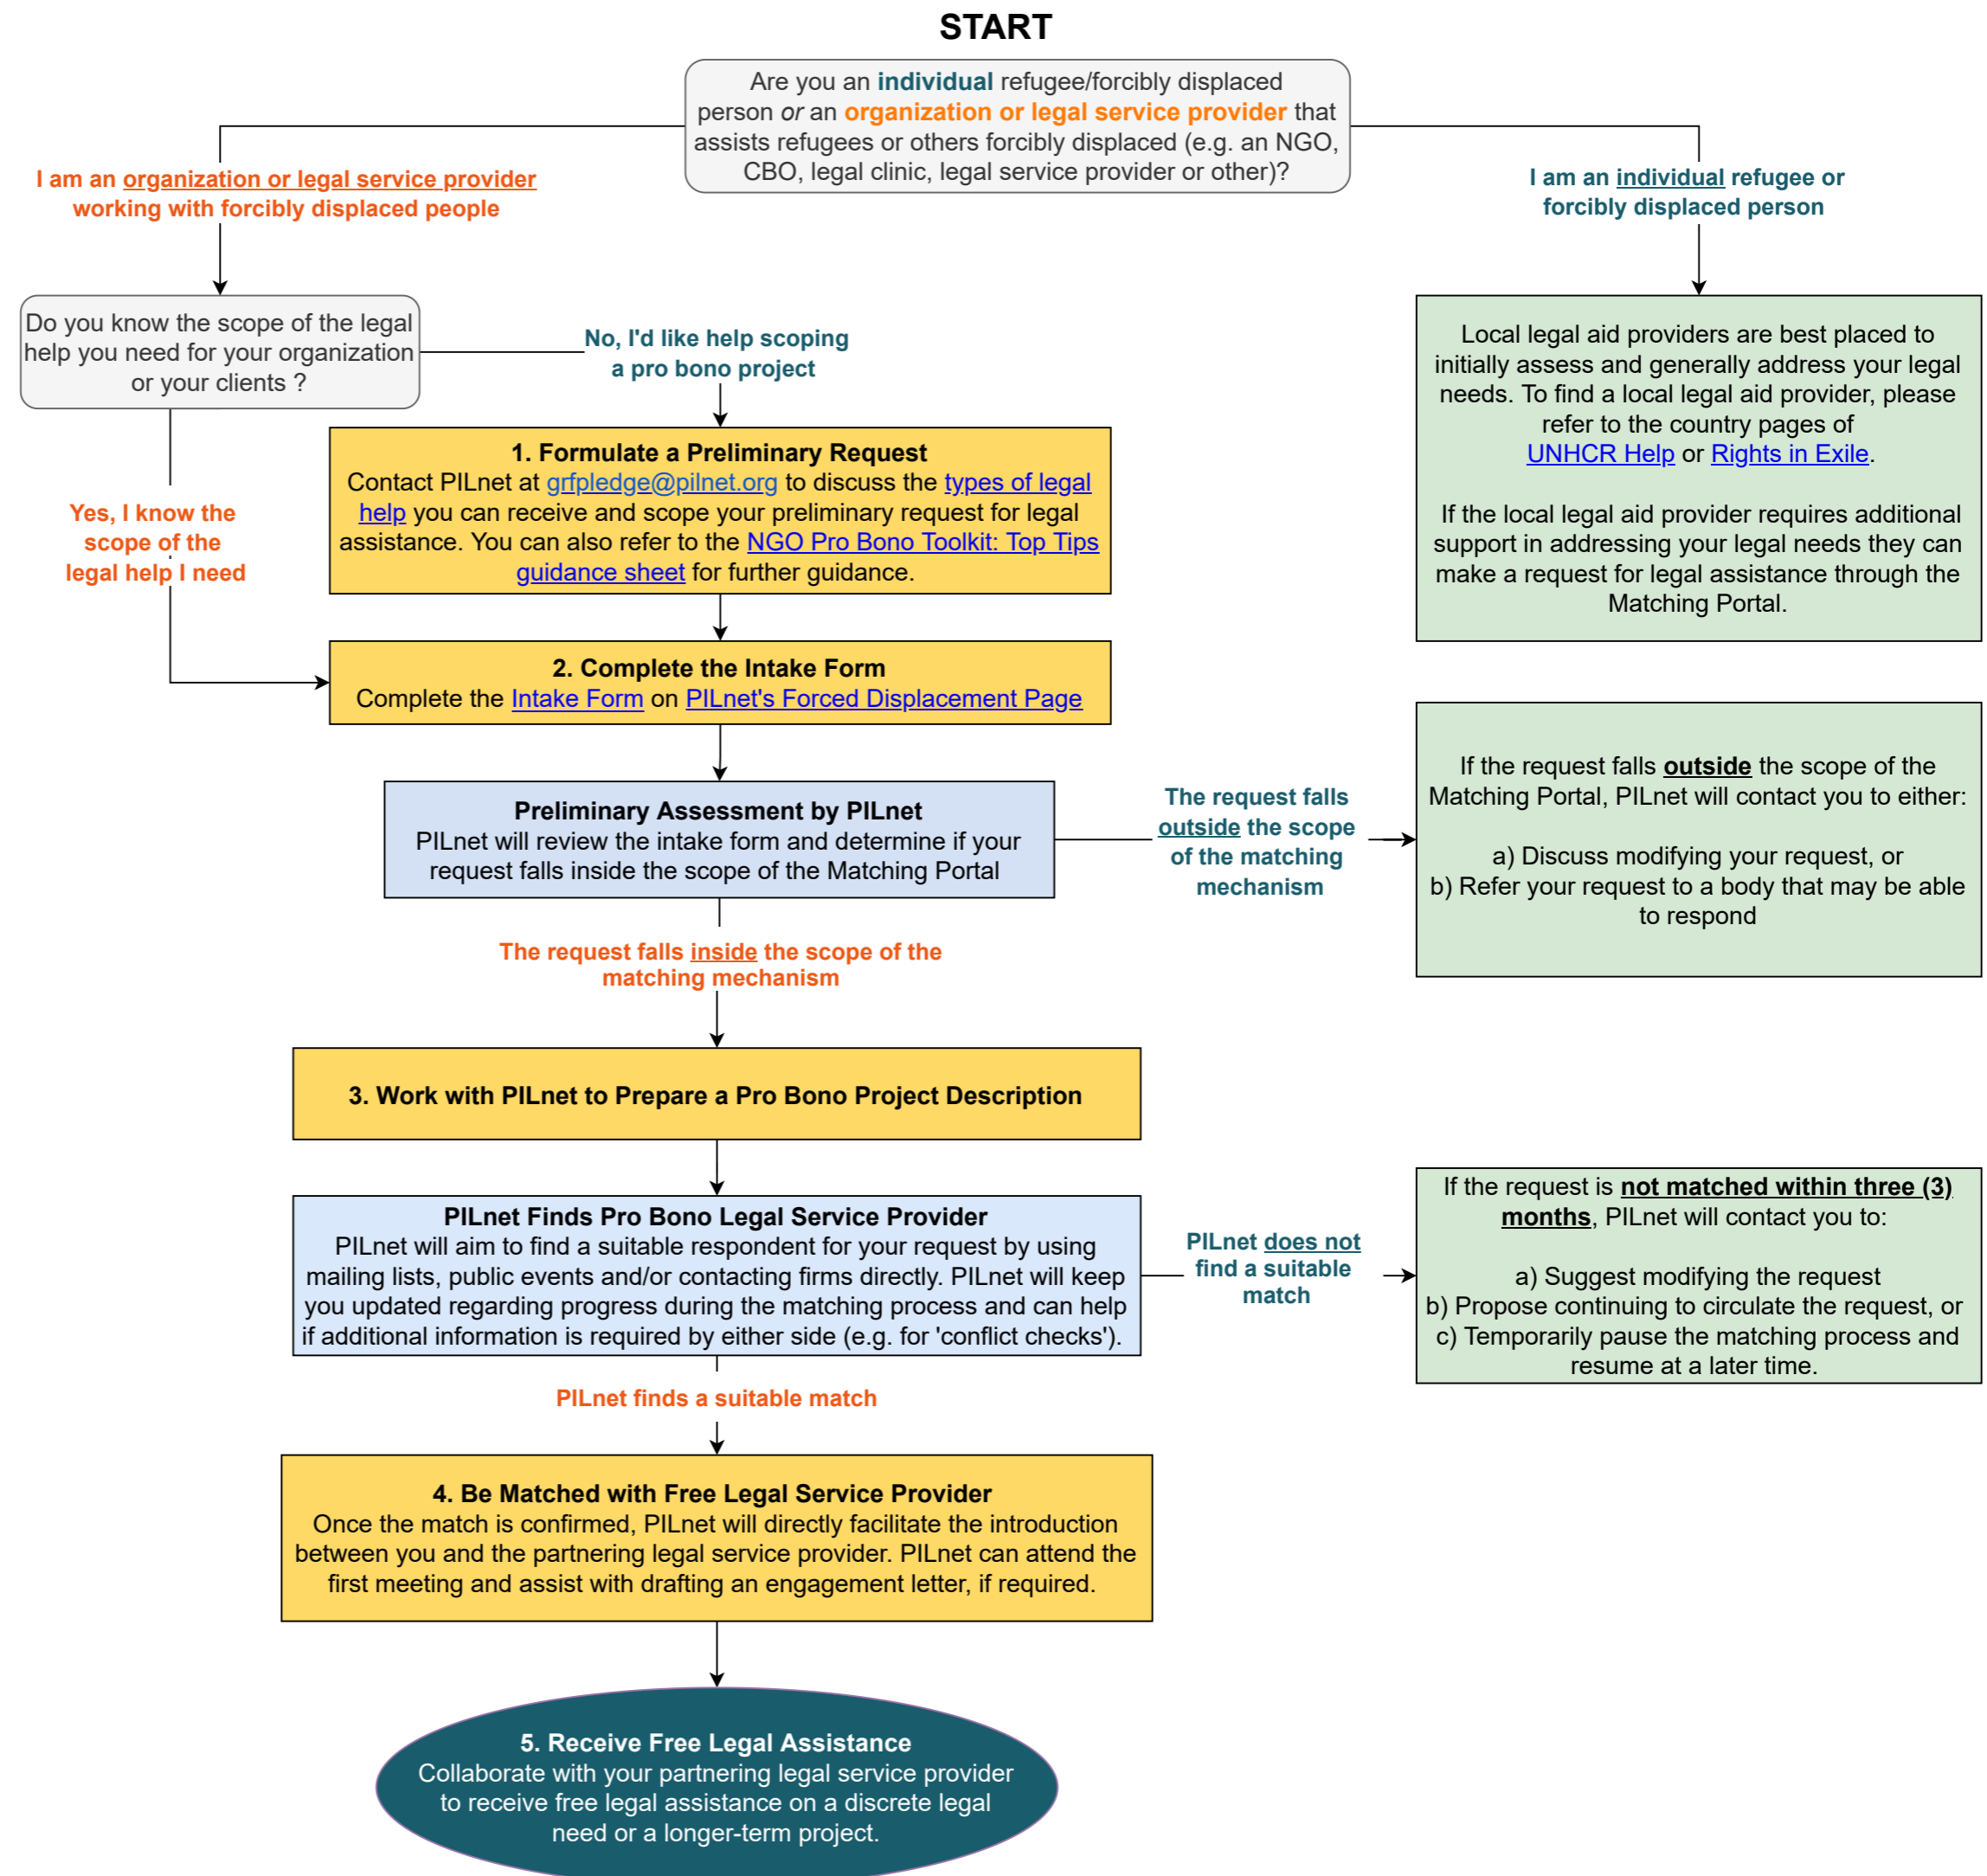 START
Are you an individual refugee/forcibly displaced
person or an organization or legal service provider that
assists refugees or others forcibly displaced (e.g. an NGO,
CBO, legal clinic, legal service provider or other)?
I am an organization or legal service provider
working with forcibly displaced people
I am an individual refugee or
forcibly displaced person
Do you know the scope of the legal
help you need for your organization
or your clients ?
No, I'd like help scoping
a pro bono project
Local legal aid providers are best placed to
initially assess and generally address your legal
needs. To find a local legal aid provider, please
refer to the country pages of
UNHCR Help or Rights in Exile.
If the local legal aid provider requires additional
support in addressing your legal needs they can
make a request for legal assistance through the
Matching Portal.
Yes, I know the
scope of the
legal help I need
1. Formulate a Preliminary Request
Contact PILnet at grfpledge@pilnet.org to discuss the types of legal
help you can receive and scope your preliminary request for legal
assistance. You can also refer to the NGO Pro Bono Toolkit: Top Tips
guidance sheet for further guidance.
2. Complete the Intake Form
Complete the Intake Form on PILnet's Forced Displacement Page
Preliminary Assessment by PILnet
PILnet will review the intake form and determine if your
request falls inside the scope of the Matching Portal
The request falls
outside the scope
of the matching
mechanism
If the request falls outside the scope of the
Matching Portal, PILnet will contact you to either:
a) Discuss modifying your request, or
b) Refer your request to a body that may be able
to respond
The request falls inside the scope of the
matching mechanism
3. Work with PILnet to Prepare a Pro Bono Project Description
PILnet Finds Pro Bono Legal Service Provider
PILnet will aim to find a suitable respondent for your request by using
mailing lists, public events and/or contacting firms directly. PILnet will keep
you updated regarding progress during the matching process and can help
if additional information is required by either side (e.g. for 'conflict checks').
PILnet does not
find a suitable
match
If the request is not matched within three (3)
months, PILnet will contact you to:
a) Suggest modifying the request
b) Propose continuing to circulate the request, or
c) Temporarily pause the matching process and
resume at a later time.
PILnet finds a suitable match
4. Be Matched with Free Legal Service Provider
Once the match is confirmed, PILnet will directly facilitate the introduction
between you and the partnering legal service provider. PILnet can attend the
first meeting and assist with drafting an engagement letter, if required.
5. Receive Free Legal Assistance
Collaborate with your partnering legal service provider
to receive free legal assistance on a discrete legal
need or a longer-term project.